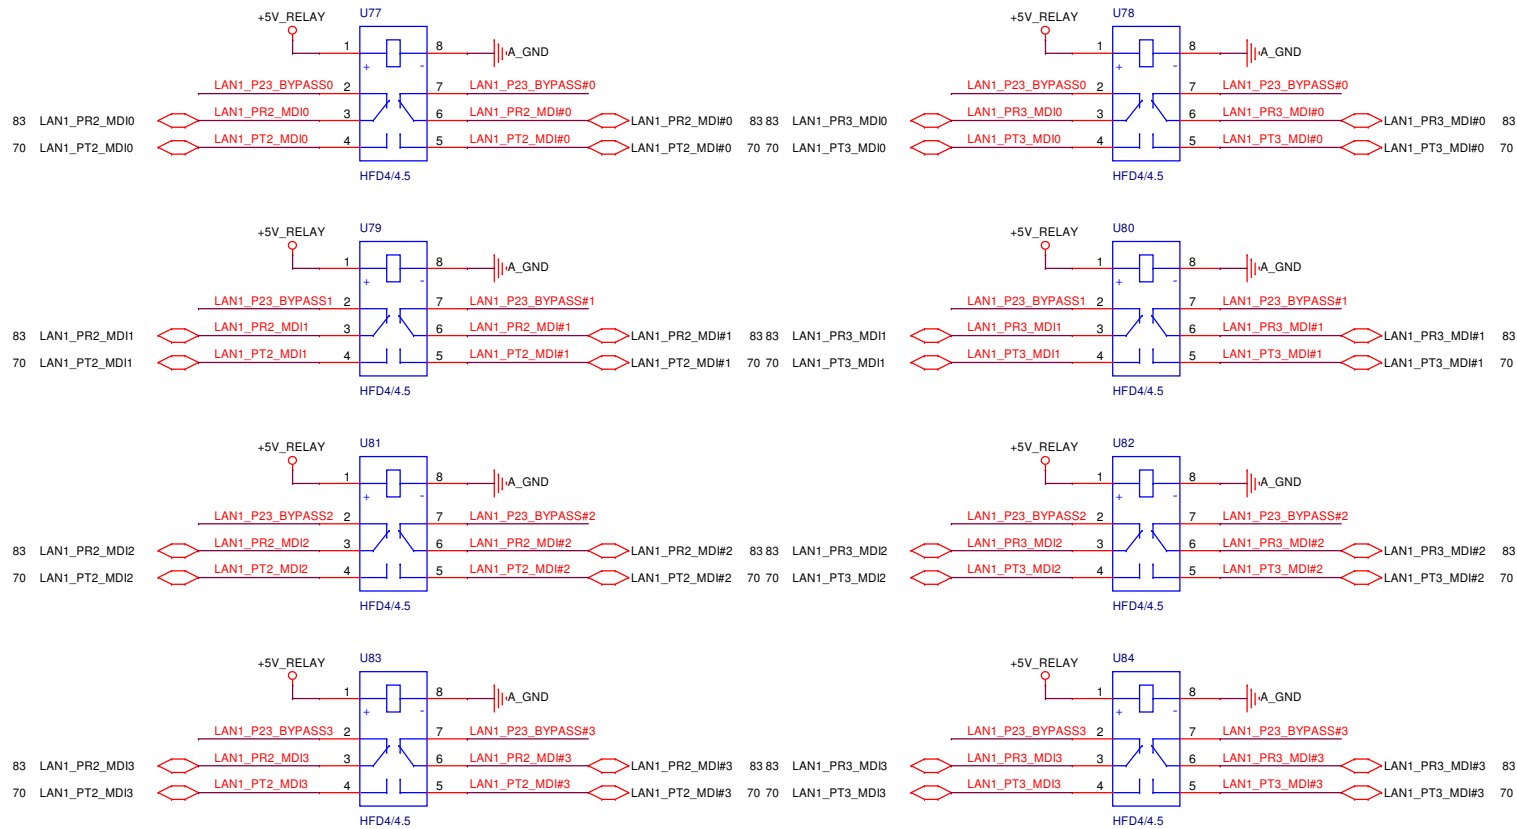 U77 U78
+5V_RELAY +5V_RELAY
1 8 A_GND 1 8 A_GND
+ - + -
LAN1_P23_BYPASS0 2 7 LAN1_P23_BYPASS#0 LAN1_P23_BYPASS0 2 7 LAN1_P23_BYPASS#0
83 LAN1_PR2_MDI0 LAN1_PR2_MDI0 3 6 LAN1_PR2_MDI#0 LAN1_PR2_MDI#0 83 83 LAN1_PR3_MDI0 LAN1_PR3_MDI0 3 6 LAN1_PR3_MDI#0 LAN1_PR3_MDI#0 83
70 LAN1_PT2_MDI0 LAN1_PT2_MDI0 4 5 LAN1_PT2_MDI#0 LAN1_PT2_MDI#0 70 70 LAN1_PT3_MDI0 LAN1_PT3_MDI0 4 5 LAN1_PT3_MDI#0 LAN1_PT3_MDI#0 70
HFD4/4.5 HFD4/4.5
U79 U80
+5V_RELAY +5V_RELAY
1 8 A_GND 1 8 A_GND
+ - + -
LAN1_P23_BYPASS1 2 7 LAN1_P23_BYPASS#1 LAN1_P23_BYPASS1 2 7 LAN1_P23_BYPASS#1
83 LAN1_PR2_MDI1 LAN1_PR2_MDI1 3 6 LAN1_PR2_MDI#1 LAN1_PR2_MDI#1 83 83 LAN1_PR3_MDI1 LAN1_PR3_MDI1 3 6 LAN1_PR3_MDI#1 LAN1_PR3_MDI#1 83
70 LAN1_PT2_MDI1 LAN1_PT2_MDI1 4 5 LAN1_PT2_MDI#1 LAN1_PT2_MDI#1 70 70 LAN1_PT3_MDI1 LAN1_PT3_MDI1 4 5 LAN1_PT3_MDI#1 LAN1_PT3_MDI#1 70
HFD4/4.5 HFD4/4.5
U81 U82
+5V_RELAY +5V_RELAY
1 8 A_GND 1 8 A_GND
+ - + -
LAN1_P23_BYPASS2 2 7 LAN1_P23_BYPASS#2 LAN1_P23_BYPASS2 2 7 LAN1_P23_BYPASS#2
83 LAN1_PR2_MDI2 LAN1_PR2_MDI2 3 6 LAN1_PR2_MDI#2 LAN1_PR2_MDI#2 83 83 LAN1_PR3_MDI2 LAN1_PR3_MDI2 3 6 LAN1_PR3_MDI#2 LAN1_PR3_MDI#2 83
70 LAN1_PT2_MDI2 LAN1_PT2_MDI2 4 5 LAN1_PT2_MDI#2 LAN1_PT2_MDI#2 70 70 LAN1_PT3_MDI2 LAN1_PT3_MDI2 4 5 LAN1_PT3_MDI#2 LAN1_PT3_MDI#2 70
HFD4/4.5 HFD4/4.5
U83 U84
+5V_RELAY +5V_RELAY
1 8 A_GND 1 8 A_GND
+ - + -
LAN1_P23_BYPASS3 2 7 LAN1_P23_BYPASS#3 LAN1_P23_BYPASS3 2 7 LAN1_P23_BYPASS#3
83 LAN1_PR2_MDI3 LAN1_PR2_MDI3 3 6 LAN1_PR2_MDI#3 LAN1_PR2_MDI#3 83 83 LAN1_PR3_MDI3 LAN1_PR3_MDI3 3 6 LAN1_PR3_MDI#3 LAN1_PR3_MDI#3 83
70 LAN1_PT2_MDI3 LAN1_PT2_MDI3 4 5 LAN1_PT2_MDI#3 LAN1_PT2_MDI#3 70 70 LAN1_PT3_MDI3 LAN1_PT3_MDI3 4 5 LAN1_PT3_MDI#3 LAN1_PT3_MDI#3 70
HFD4/4.5 HFD4/4.5